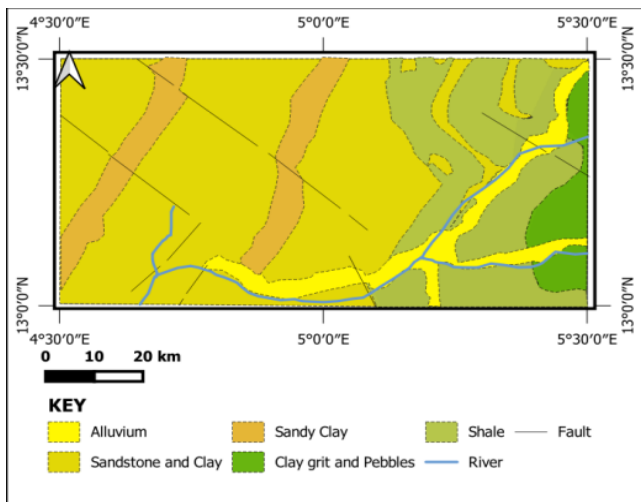 4°30′0″E 5°0′0″E 5°30′0″E
13°30′0″N 13°30′0″N
13°0′0″N 13°0′0″N
4°30′0″E 5°0′0″E 5°30′0″E
0 10 20 km
KEY
Alluvium Sandy Clay Shale Fault
Sandstone and Clay Clay grit and Pebbles River